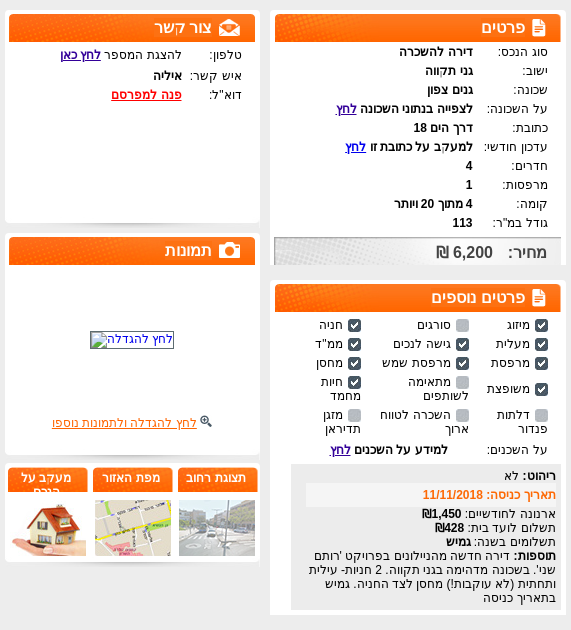 פרטים
סוג הנכס: דירה להשכרה
ישוב: גני תקווה
שכונה: גנים צפון
על השכונה: לצפייה בנתוני השכונה לחץ
כתובת: דרך הים 18
עדכון חודשי: למעקב על כתובת זו לחץ
חדרים: 4
מרפסות: 1
קומה: 4 מתוך 20 ויותר
גודל במ"ר: 113
מחיר: 6,200 ₪
פרטים נוספים
מיזוג סורגים חניה
מעלית גישה לנכים ממ"ד
מרפסת מרפסת שמש מחסן
משופצת מתאימה לשותפים חיות מחמד
דלתות פנדור השכרה לטווח ארוך מזגן תדיראן
על השכנים: למידע על השכנים לחץ
ריהוט: לא
תאריך כניסה: 11/11/2018
ארנונה לחודשיים: 1,450₪
תשלום לועד בית: 428₪
תשלומים בשנה: גמיש
תוספות: דירה חדשה מהניילונים בפרויקט 'רותם
שני'. בשכונה מדהימה בגני תקווה. 2 חניות- עילית
ותחתית (לא עוקבות!) מחסן לצד החניה. גמיש
בתאריך כניסה
צור קשר
טלפון: להצגת המספר לחץ כאן
איש קשר: איליה
דוא"ל: פנה למפרסם
תמונות
לחץ להגדלה
לחץ להגדלה ולתמונות נוספו
תצוגת רחוב
מפת האזור
מעקב על
הנכס